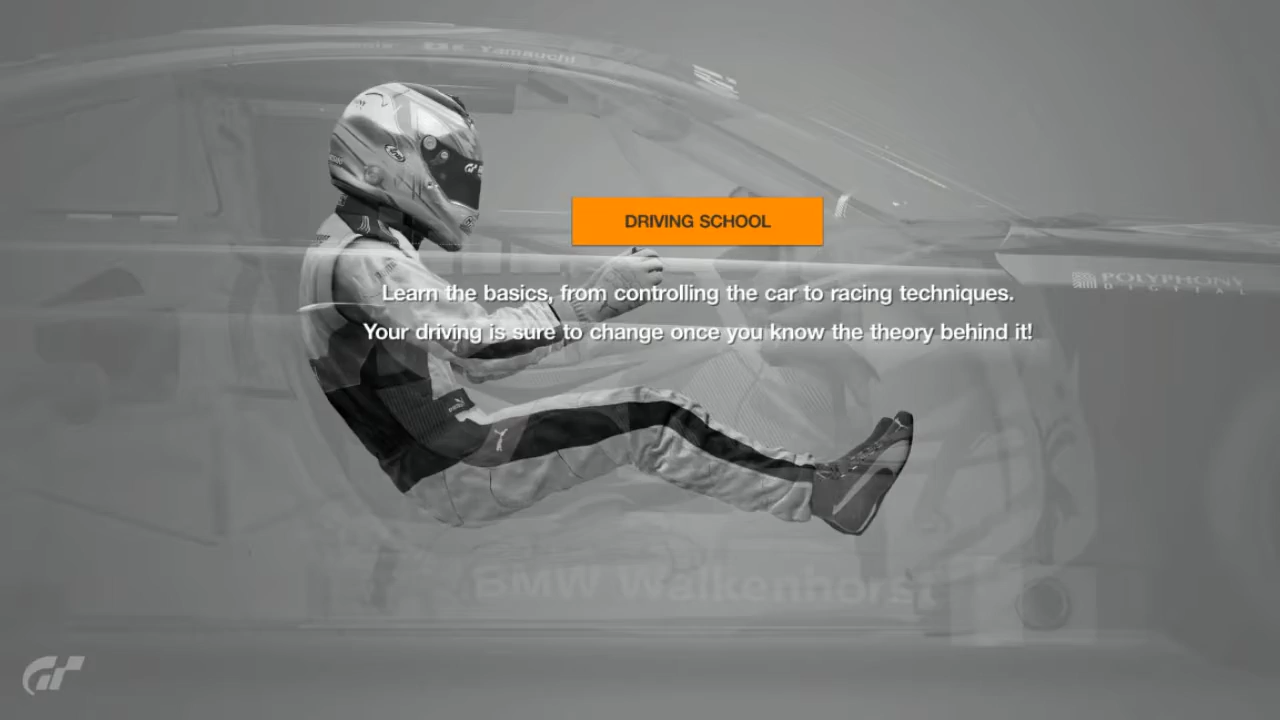 Yamauchi
DRIVING SCHOOL
POLYPHONY
DIGITAL
Learn the basics, from controlling the car to racing techniques.
Your driving is sure to change once you know the theory behind it!
BMW Walkenhorst